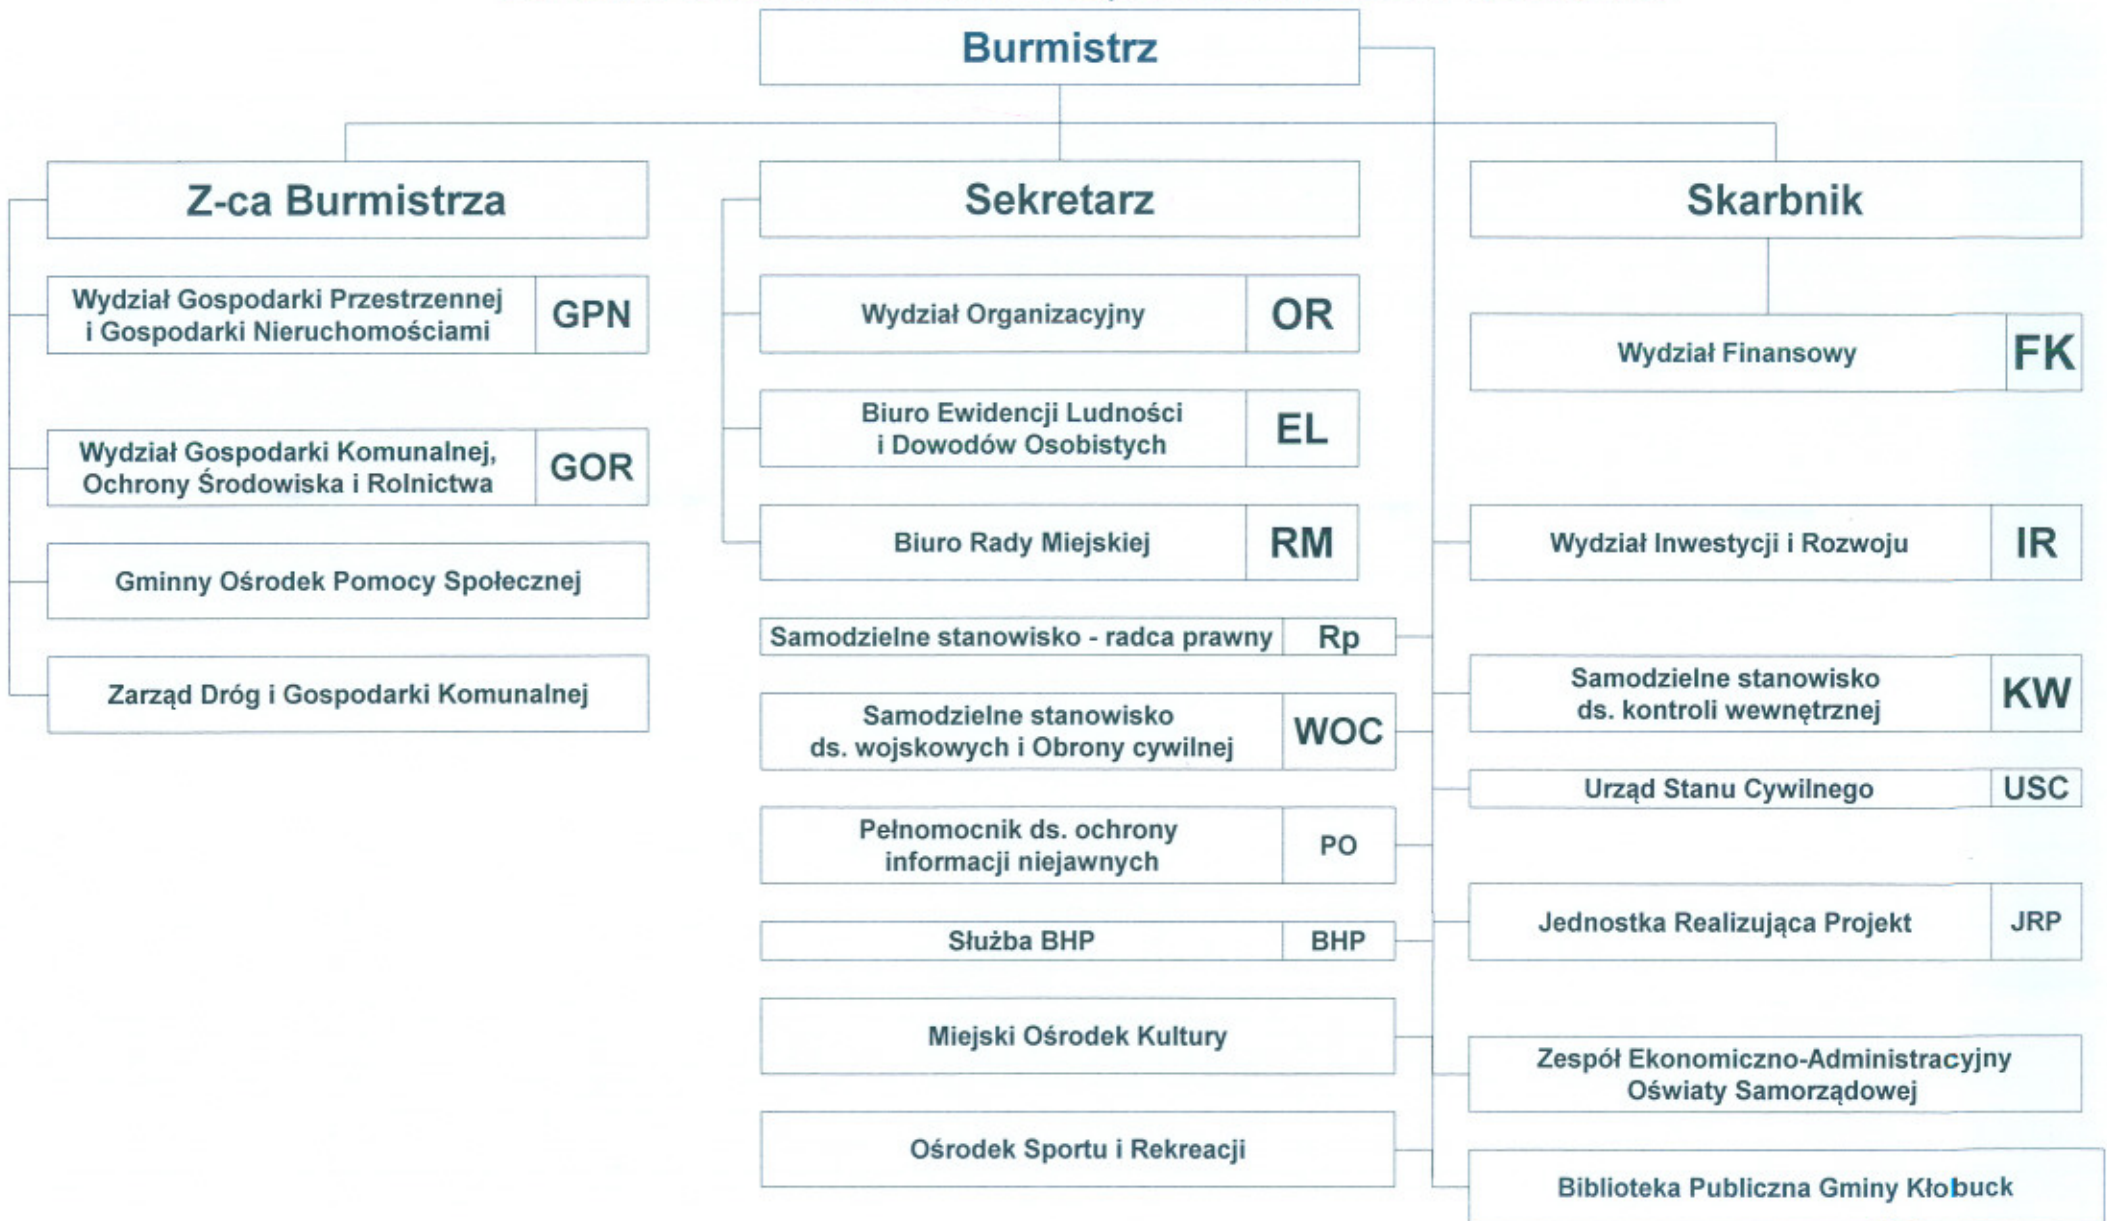 Burmistrz
Z-ca Burmistrza
Wydział Gospodarki Przestrzennej
i Gospodarki Nieruchomościami
GPN
Wydział Gospodarki Komunalnej,
Ochrony Środowiska i Rolnictwa
GOR
Gminny Ośrodek Pomocy Społecznej
Zarząd Dróg i Gospodarki Komunalnej
Sekretarz
Wydział Organizacyjny
OR
Biuro Ewidencji Ludności
i Dowodów Osobistych
EL
Biuro Rady Miejskiej
RM
Samodzielne stanowisko - radca prawny
Rp
Samodzielne stanowisko
ds. wojskowych i Obrony cywilnej
WOC
Pełnomocnik ds. ochrony
informacji niejawnych
PO
Służba BHP
BHP
Miejski Ośrodek Kultury
Ośrodek Sportu i Rekreacji
Skarbnik
Wydział Finansowy
FK
Wydział Inwestycji i Rozwoju
IR
Samodzielne stanowisko
ds. kontroli wewnętrznej
KW
Urząd Stanu Cywilnego
USC
Jednostka Realizująca Projekt
JRP
Zespół Ekonomiczno-Administracyjny
Oświaty Samorządowej
Biblioteka Publiczna Gminy Kłobuck